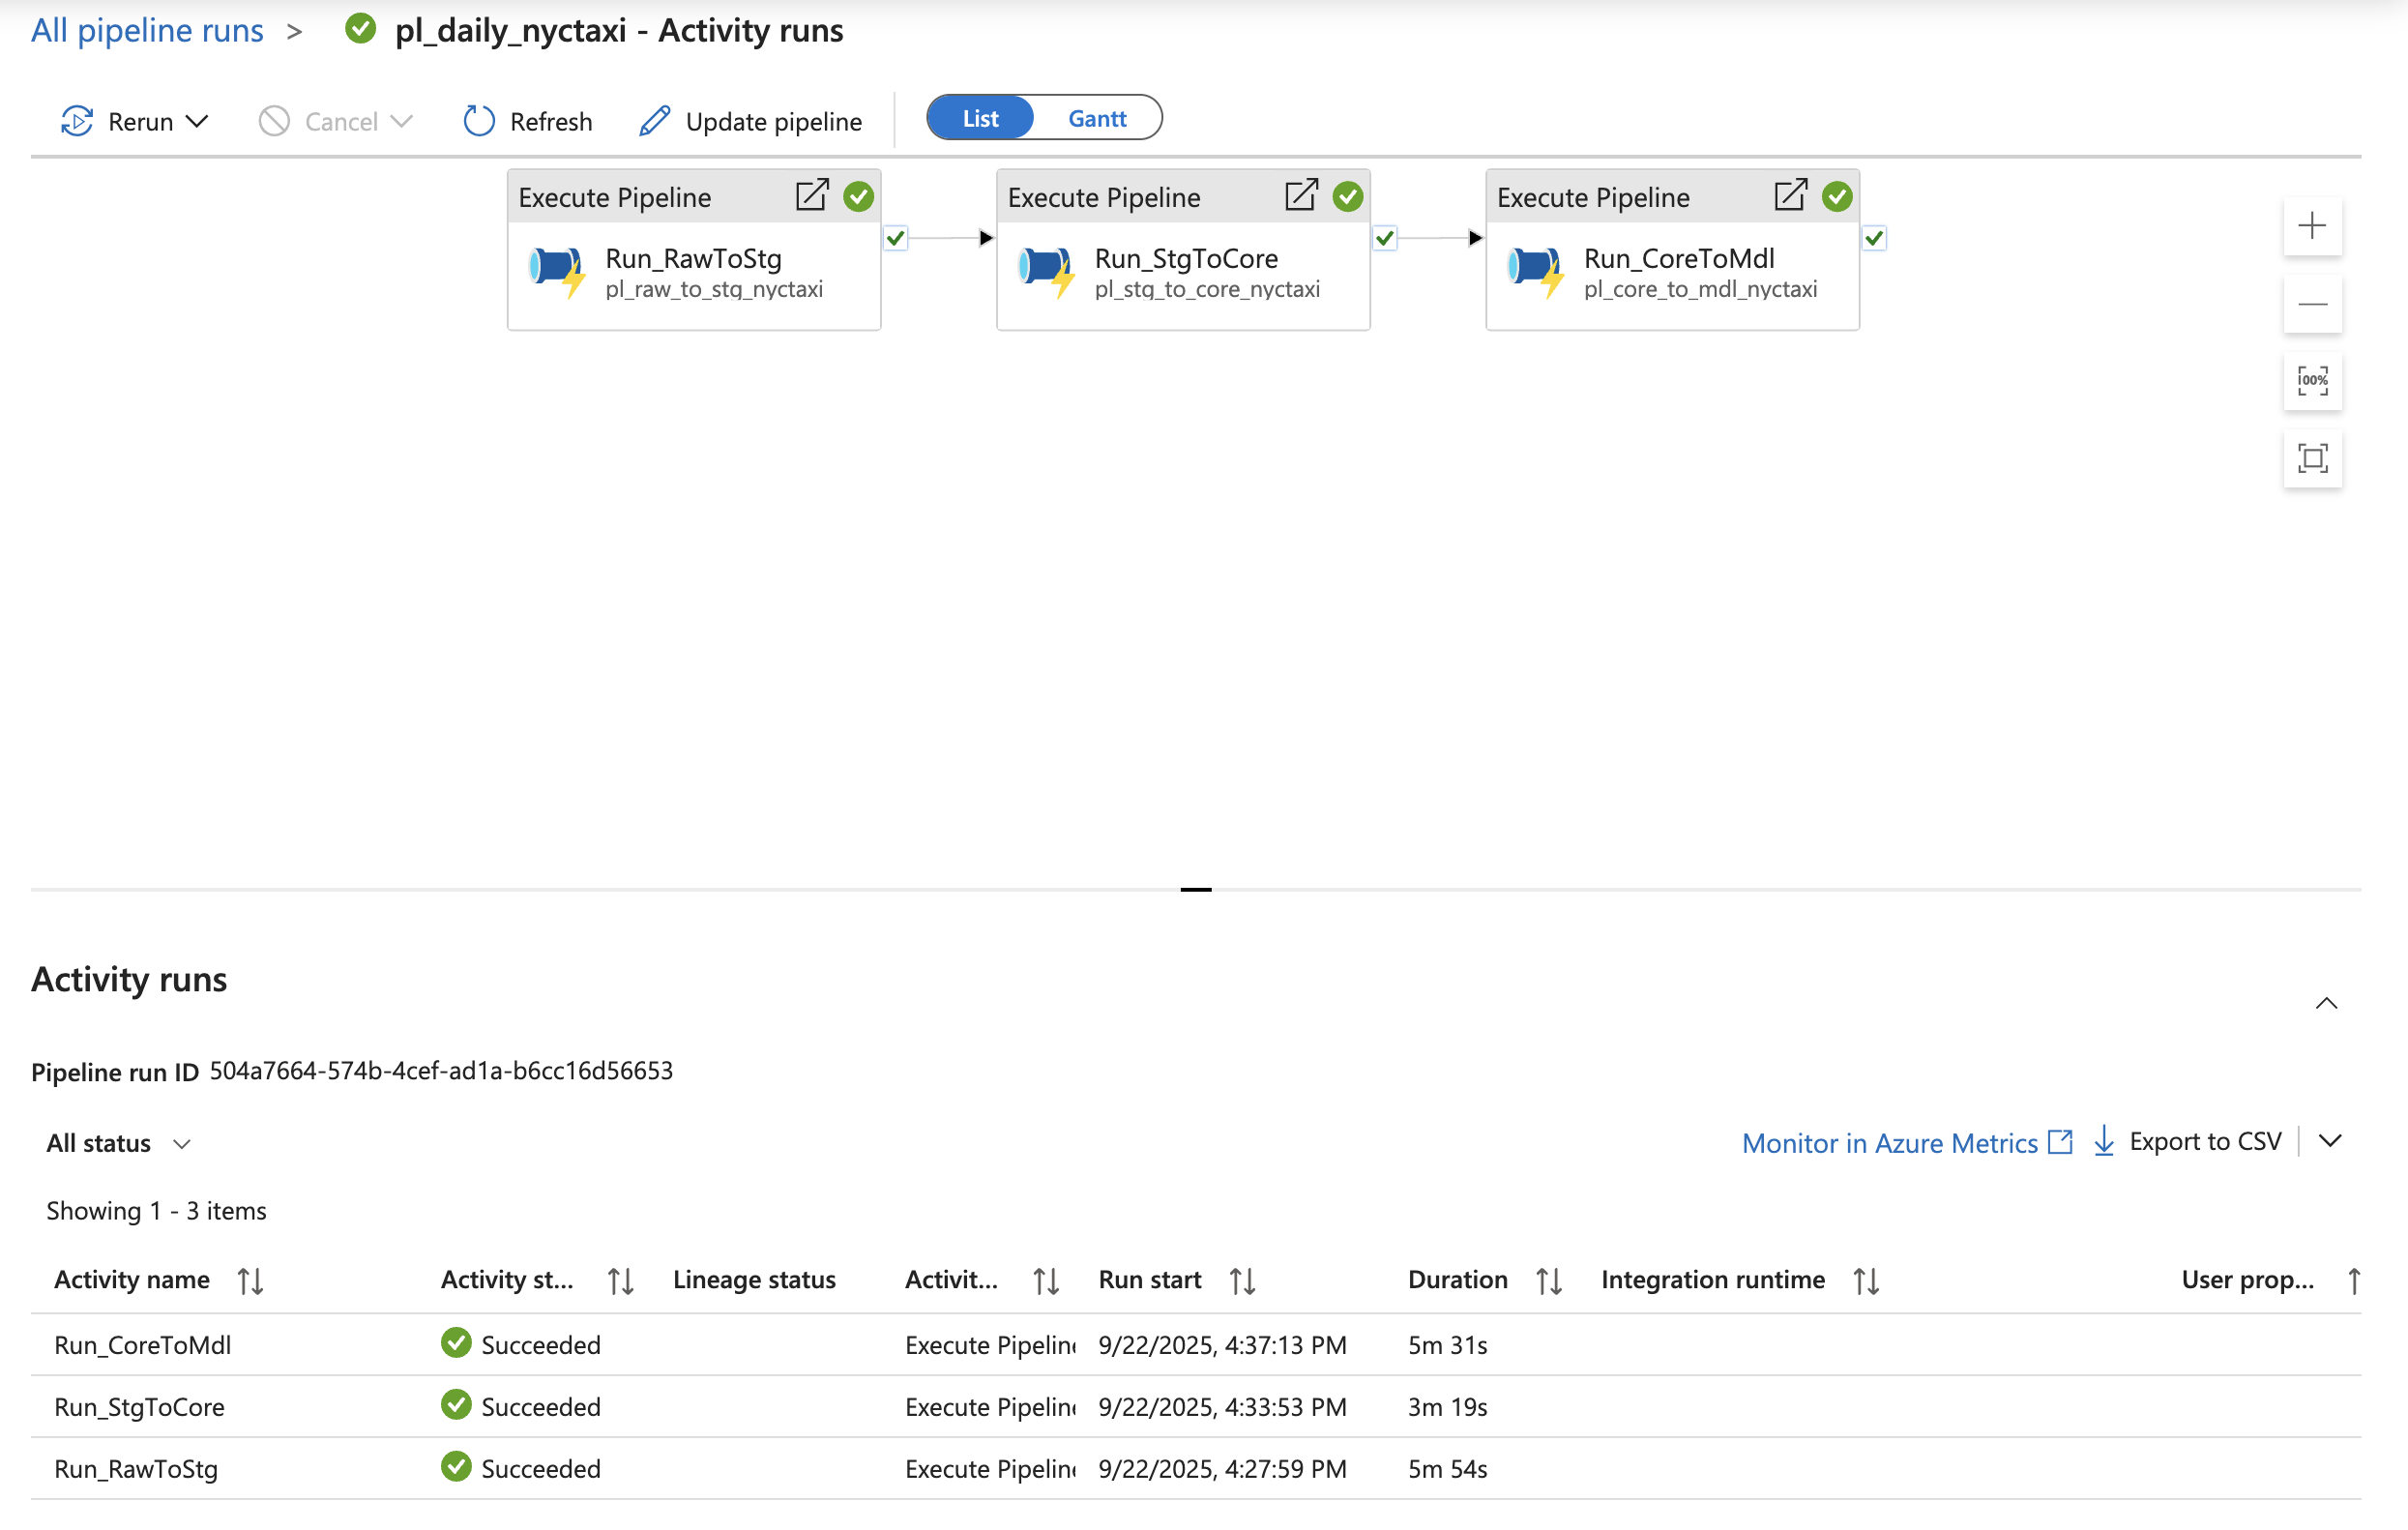 All pipeline runs > pl_daily_nyctaxi - Activity runs
Rerun Cancel Refresh Update pipeline List Gantt
Execute Pipeline Execute Pipeline Execute Pipeline
Run_RawToStg Run_StgToCore Run_CoreToMdl
pl_raw_to_stg_nyctaxi pl_stg_to_core_nyctaxi pl_core_to_mdl_nyctaxi
100%
Activity runs
Pipeline run ID 504a7664-574b-4cef-ad1a-b6cc16d56653
All status Monitor in Azure Metrics Export to CSV
Showing 1 - 3 items
Activity name Activity st... Lineage status Activit... Run start Duration Integration runtime User prop...
Run_CoreToMdl Succeeded Execute Pipeline 9/22/2025, 4:37:13 PM 5m 31s
Run_StgToCore Succeeded Execute Pipeline 9/22/2025, 4:33:53 PM 3m 19s
Run_RawToStg Succeeded Execute Pipeline 9/22/2025, 4:27:59 PM 5m 54s